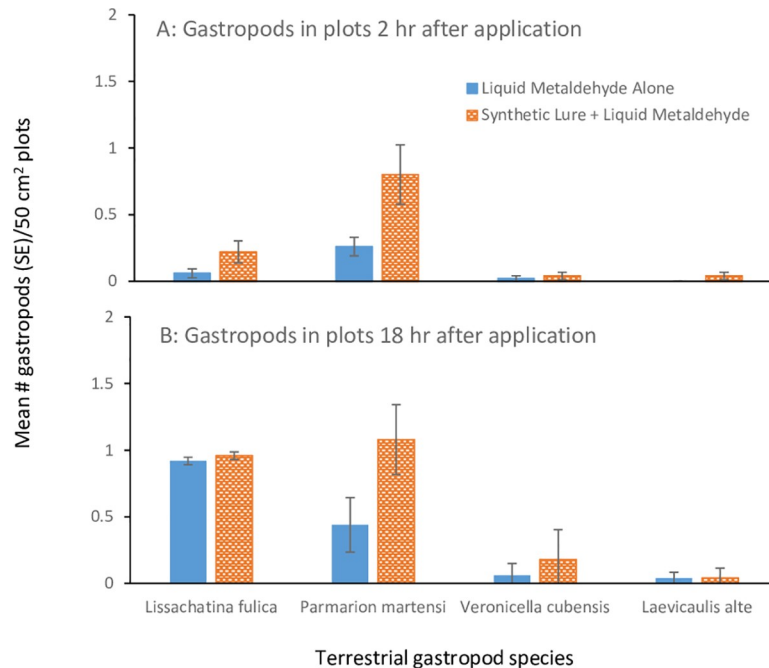 A: Gastropods in plots 2 hr after application
Liquid Metaldehyde Alone
Synthetic Lure + Liquid Metaldehyde
2
1.5
1
0.5
0
Mean # gastropods (SE)/50 cm² plots
B: Gastropods in plots 18 hr after application
2
1.5
1
0.5
0
Lissachatina fulica Parmarion martensi Veronicella cubensis Laevicaulis alte
Terrestrial gastropod species